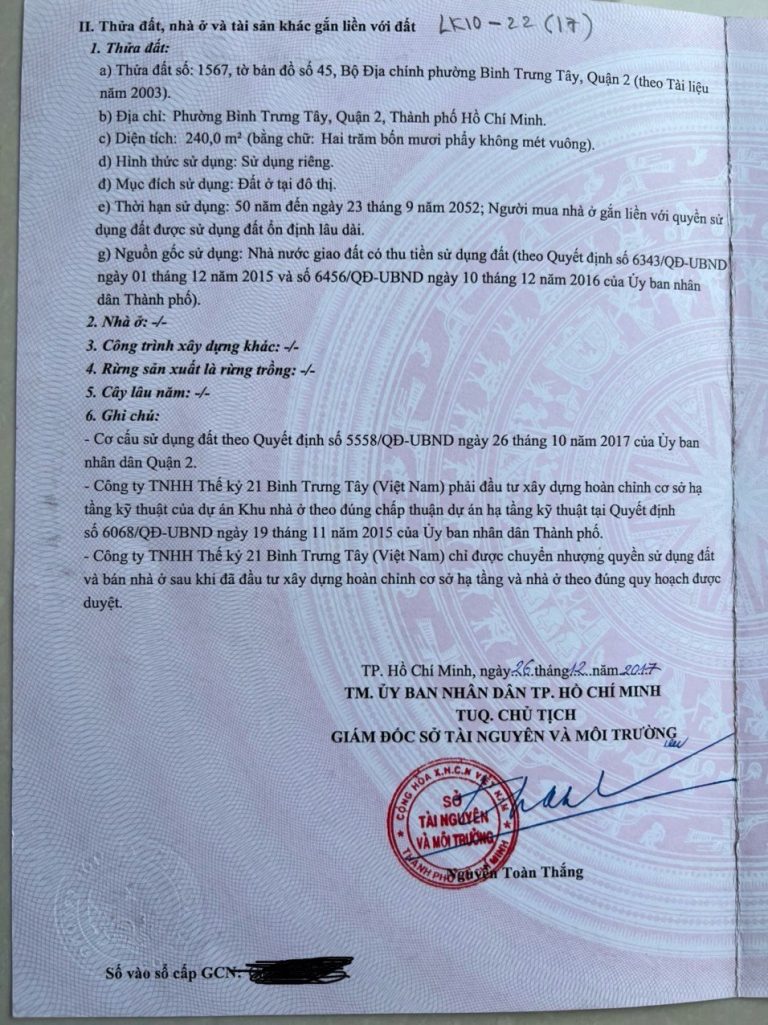 II. Thửa đất, nhà ở và tài sản khác gắn liền với đất LK10-22 (17)
1. Thửa đất:
a) Thửa đất số: 1567, tờ bản đồ số 45, Bộ Địa chính phường Bình Trưng Tây, Quận 2 (theo Tài liệu
năm 2003).
b) Địa chỉ: Phường Bình Trưng Tây, Quận 2, Thành phố Hồ Chí Minh.
c) Diện tích: 240,0 m² (bằng chữ: Hai trăm bốn mươi phẩy không mét vuông).
d) Hình thức sử dụng: Sử dụng riêng.
đ) Mục đích sử dụng: Đất ở tại đô thị.
e) Thời hạn sử dụng: 50 năm đến ngày 23 tháng 9 năm 2052; Người mua nhà ở gắn liền với quyền sử
dụng đất được sử dụng đất ổn định lâu dài.
g) Nguồn gốc sử dụng: Nhà nước giao đất có thu tiền sử dụng đất (theo Quyết định số 6343/QĐ-UBND
ngày 01 tháng 12 năm 2015 và số 6456/QĐ-UBND ngày 10 tháng 12 năm 2016 của Ủy ban nhân
dân Thành phố).
2. Nhà ở: -/-
3. Công trình xây dựng khác: -/-
4. Rừng sản xuất là rừng trồng: -/-
5. Cây lâu năm: -/-
6. Ghi chú:
- Cơ cấu sử dụng đất theo Quyết định số 5558/QĐ-UBND ngày 26 tháng 10 năm 2017 của Ủy ban
nhân dân Quận 2.
- Công ty TNHH Thế kỷ 21 Bình Trưng Tây (Việt Nam) phải đầu tư xây dựng hoàn chỉnh cơ sở hạ
tầng kỹ thuật của dự án Khu nhà ở theo đúng chấp thuận dự án hạ tầng kỹ thuật tại Quyết định
số 6068/QĐ-UBND ngày 19 tháng 11 năm 2015 của Ủy ban nhân dân Thành phố.
- Công ty TNHH Thế kỷ 21 Bình Trưng Tây (Việt Nam) chỉ được chuyển nhượng quyền sử dụng đất
và bán nhà ở sau khi đã đầu tư xây dựng hoàn chỉnh cơ sở hạ tầng và nhà ở theo đúng quy hoạch được
duyệt.
TP. Hồ Chí Minh, ngày 26 tháng 12 năm 2017
TM. ỦY BAN NHÂN DÂN TP. HỒ CHÍ MINH
TUQ. CHỦ TỊCH
GIÁM ĐỐC SỞ TÀI NGUYÊN VÀ MÔI TRƯỜNG
CỘNG HÒA X.H.C.N VIỆT NAM
SỞ
TÀI NGUYÊN
VÀ MÔI TRƯỜNG
THÀNH PHỐ HỒ CHÍ MINH
Nguyễn Toàn Thắng
Số vào sổ cấp GCN: